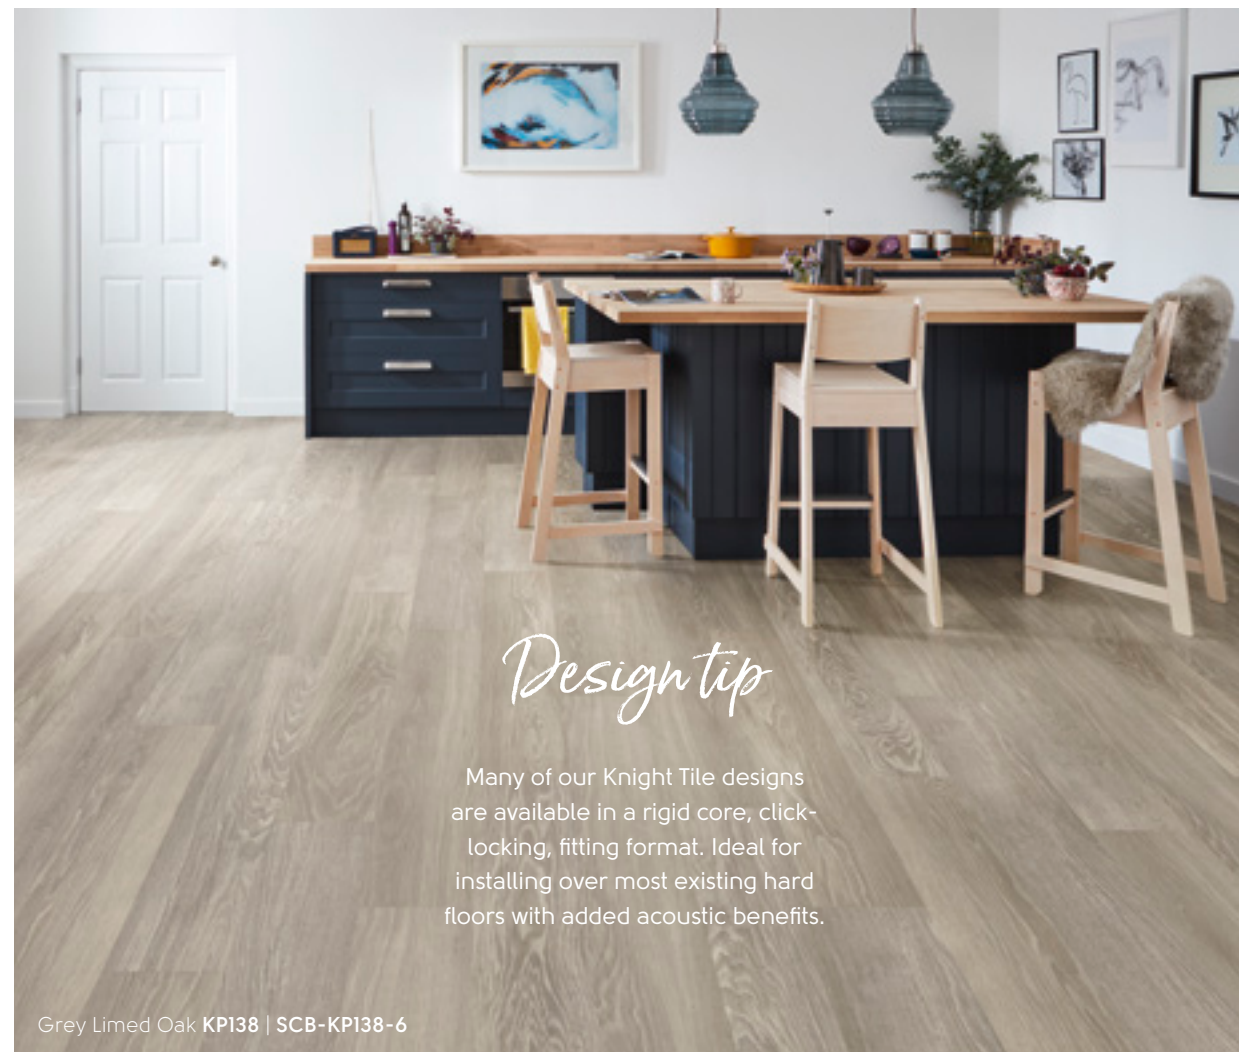 Design tip
Many of our Knight Tile designs
are available in a rigid core, click-
locking, fitting format. Ideal for
installing over most existing hard
floors with added acoustic benefits.
Grey Limed Oak KP138 | SCB-KP138-6